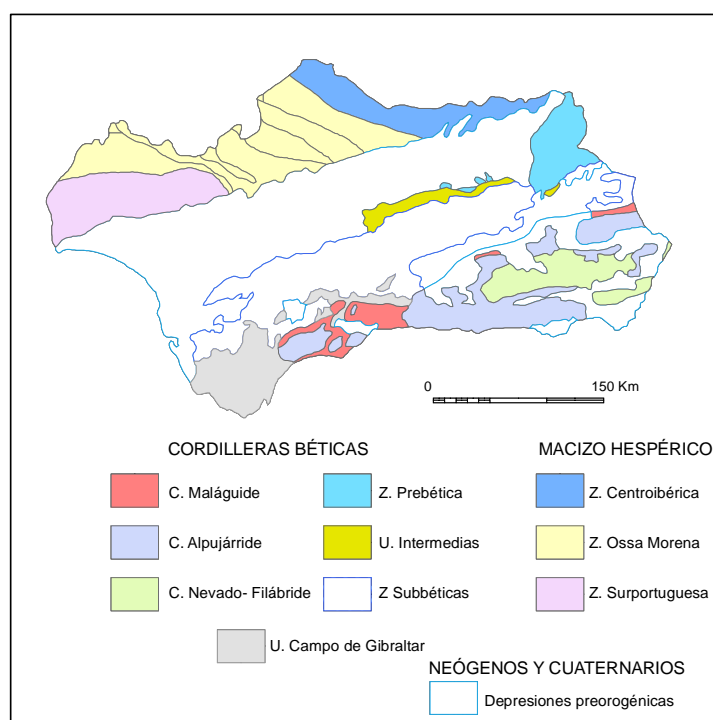 0 150 Km
CORDILLERAS BÉTICAS MACIZO HESPÉRICO
C. Maláguide Z. Prebética Z. Centroibérica
C. Alpujárride U. Intermedias Z. Ossa Morena
C. Nevado- Filábride Z Subbéticas Z. Surportuguesa
U. Campo de Gibraltar
NEÓGENOS Y CUATERNARIOS
Depresiones preorogénicas